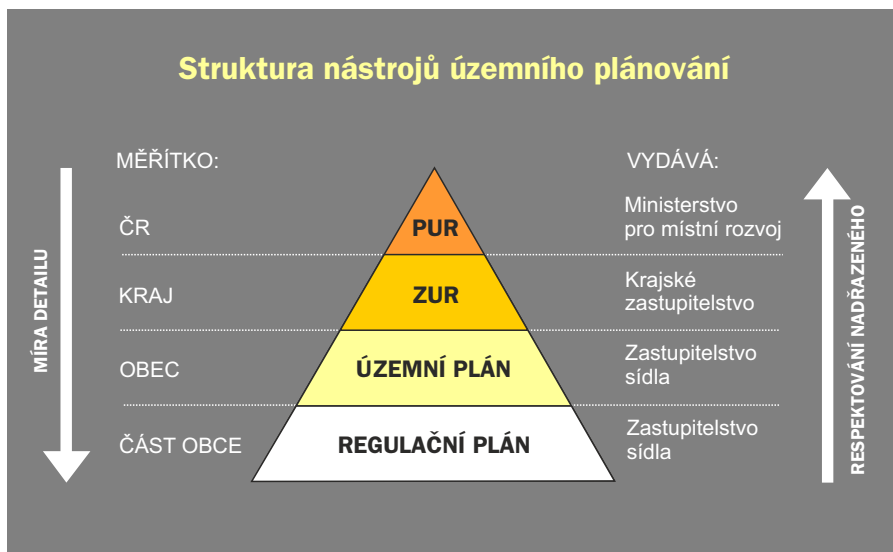 Struktura nástrojů územního plánování
MĚŘÍTKO:
VYDÁVÁ:
ČR
PUR
Ministerstvo
pro místní rozvoj
KRAJ
ZUR
Krajské
zastupitelstvo
OBEC
ÚZEMNÍ PLÁN
Zastupitelstvo
sídla
ČÁST OBCE
REGULAČNÍ PLÁN
Zastupitelstvo
sídla
MÍRA DETAILU
RESPEKTOVÁNÍ NADŘAZENÉHO